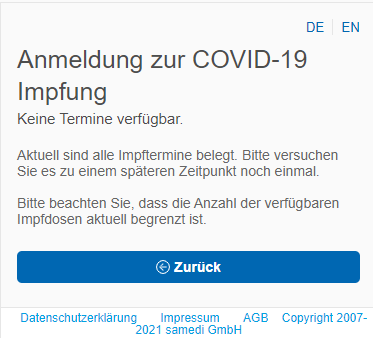 DE | EN
Anmeldung zur COVID-19
Impfung
Keine Termine verfügbar.
Aktuell sind alle Impftermine belegt. Bitte versuchen
Sie es zu einem späteren Zeitpunkt noch einmal.
Bitte beachten Sie, dass die Anzahl der verfügbaren
Impfdosen aktuell begrenzt ist.
Zurück
Datenschutzerklärung Impressum AGB Copyright 2007-
2021 samedi GmbH